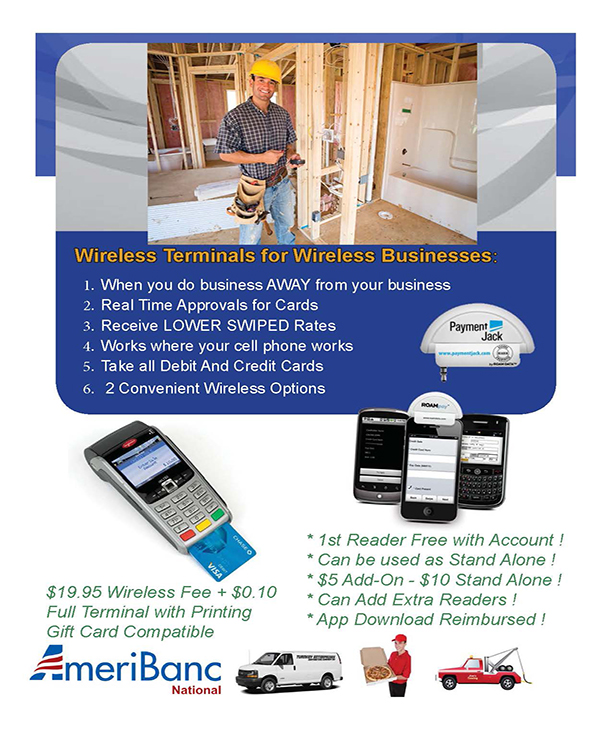 Wireless Terminals for Wireless Businesses:
1. When you do business AWAY from your business
2. Real Time Approvals for Cards
3. Receive LOWER SWIPED Rates
4. Works where your cell phone works
5. Take all Debit And Credit Cards
6. 2 Convenient Wireless Options
Payment
Jack
www.paymentjack.com
ROAMpay
CHASE
VISA
* 1st Reader Free with Account !
* Can be used as Stand Alone !
* $5 Add-On - $10 Stand Alone !
* Can Add Extra Readers !
* App Download Reimbursed !
$19.95 Wireless Fee + $0.10
Full Terminal with Printing
Gift Card Compatible
AmeriBanc
National